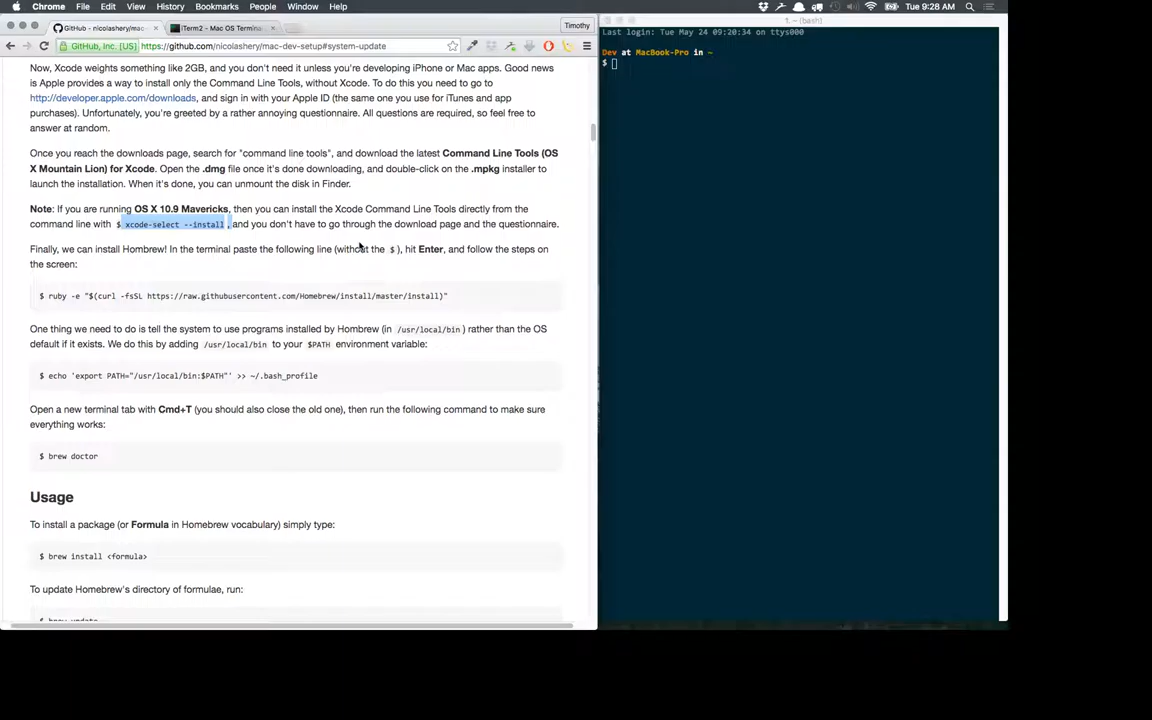 Chrome File Edit View History Bookmarks People Window Help Tue 9:28 AM
GitHub - nicolashery/mac- iTerm2 - Mac OS Termina Timothy
GitHub, Inc. [US] https://github.com/nicolashery/mac-dev-setup#system-update
Now, Xcode weights something like 2GB, and you don't need it unless you're developing iPhone or Mac apps. Good news
is Apple provides a way to install only the Command Line Tools, without Xcode. To do this you need to go to
http://developer.apple.com/downloads, and sign in with your Apple ID (the same one you use for iTunes and app
purchases). Unfortunately, you're greeted by a rather annoying questionnaire. All questions are required, so feel free to
answer at random.
Once you reach the downloads page, search for "command line tools", and download the latest Command Line Tools (OS
X Mountain Lion) for Xcode. Open the .dmg file once it's done downloading, and double-click on the .mpkg installer to
launch the installation. When it's done, you can unmount the disk in Finder.
Note: If you are running OS X 10.9 Mavericks, then you can install the Xcode Command Line Tools directly from the
command line with $ xcode-select --install , and you don't have to go through the download page and the questionnaire.
Finally, we can install Hombrew! In the terminal paste the following line (without the $ ), hit Enter, and follow the steps on
the screen:
$ ruby -e "$(curl -fsSL https://raw.githubusercontent.com/Homebrew/install/master/install)"
One thing we need to do is tell the system to use programs installed by Hombrew (in /usr/local/bin ) rather than the OS
default if it exists. We do this by adding /usr/local/bin to your $PATH environment variable:
$ echo 'export PATH="/usr/local/bin:$PATH"' >> ~/.bash_profile
Open a new terminal tab with Cmd+T (you should also close the old one), then run the following command to make sure
everything works:
$ brew doctor
Usage
To install a package (or Formula in Homebrew vocabulary) simply type:
$ brew install <formula>
To update Homebrew's directory of formulae, run:
$ brew update
1. ~ (bash)
Last login: Tue May 24 09:20:34 on ttys000
Dev at MacBook-Pro in ~
$